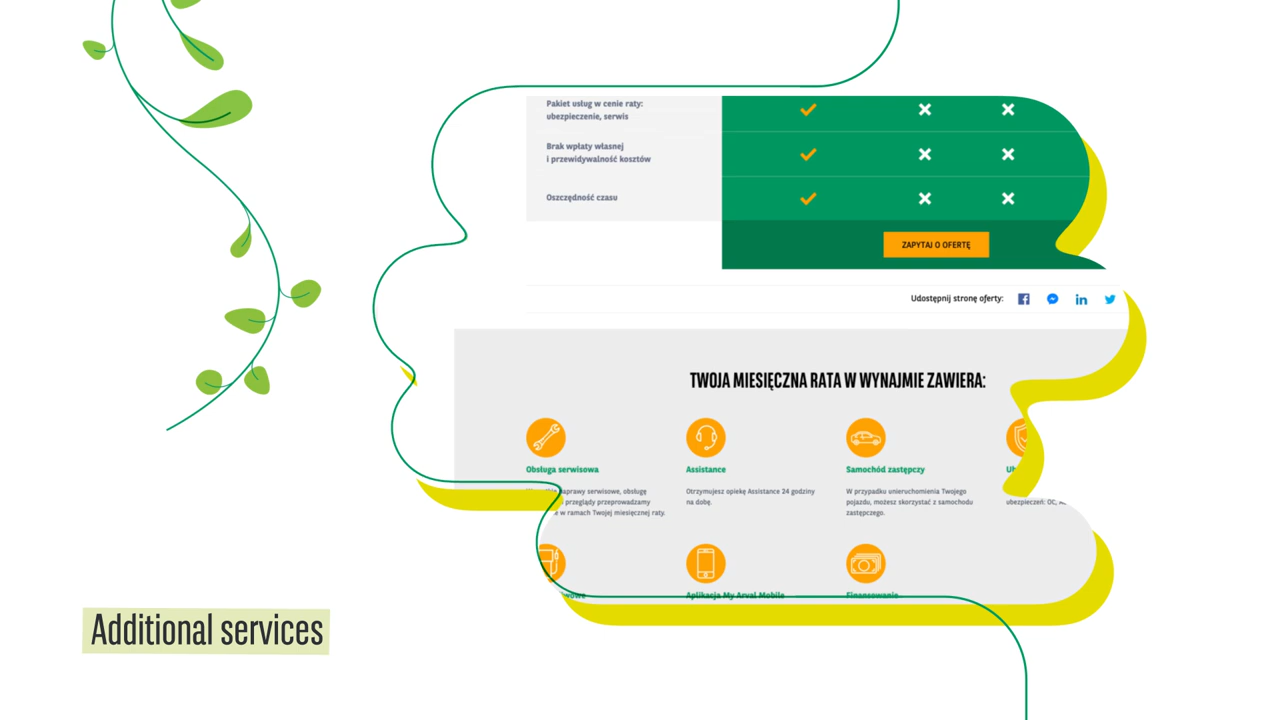 Pakiet usług w cenie raty:
ubezpieczenie, serwis
Brak wpłaty własnej
i przewidywalność kosztów
Oszczędność czasu
ZAPYTAJ O OFERTĘ
Udostępnij stronę oferty:
TWOJA MIESIĘCZNA RATA W WYNAJMIE ZAWIERA:
Obsługa serwisowa
Assistance
Samochód zastępczy
naprawy serwisowe, obsługę
przeglądy przeprowadzamy
w ramach Twojej miesięcznej raty.
Otrzymujesz opiekę Assistance 24 godziny
na dobę.
W przypadku unieruchomienia Twojego
pojazdu, możesz skorzystać z samochodu
zastępczego.
ubezpieczeń: OC,
Aplikacja My Arval Mobile
Finansowanie
Additional services